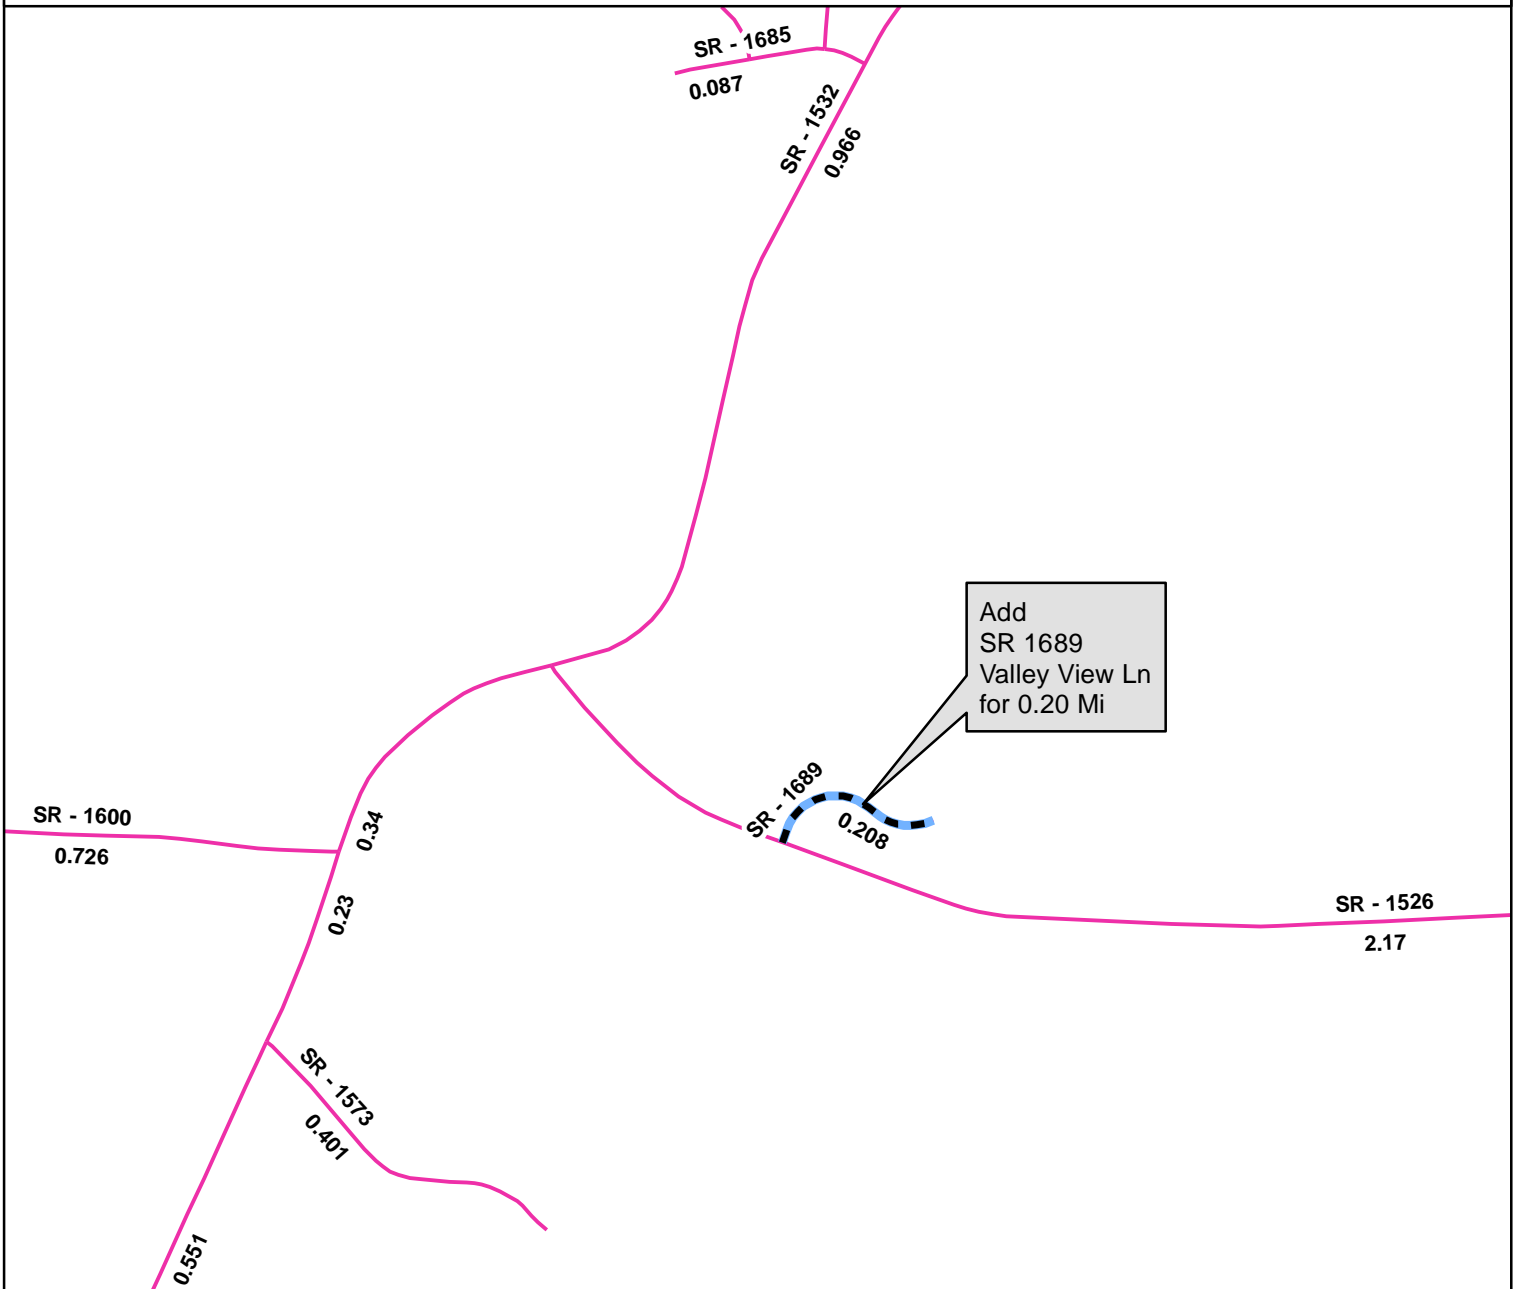 SR - 1685
0.087
SR - 1532
0.966
Add
SR 1689
Valley View Ln
for 0.20 Mi
SR - 1689
0.208
SR - 1600
0.726
0.34
0.23
SR - 1526
2.17
SR - 1573
0.401
0.551